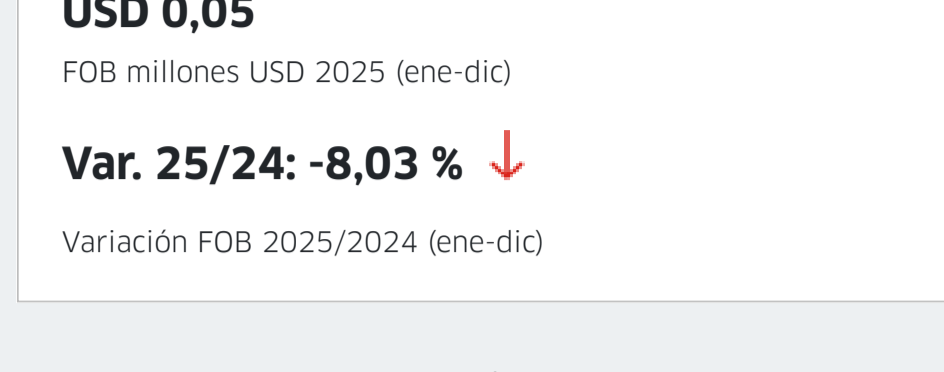 USD 0,05
FOB millones USD 2025 (ene-dic)
Var. 25/24: -8,03 %
Variación FOB 2025/2024 (ene-dic)